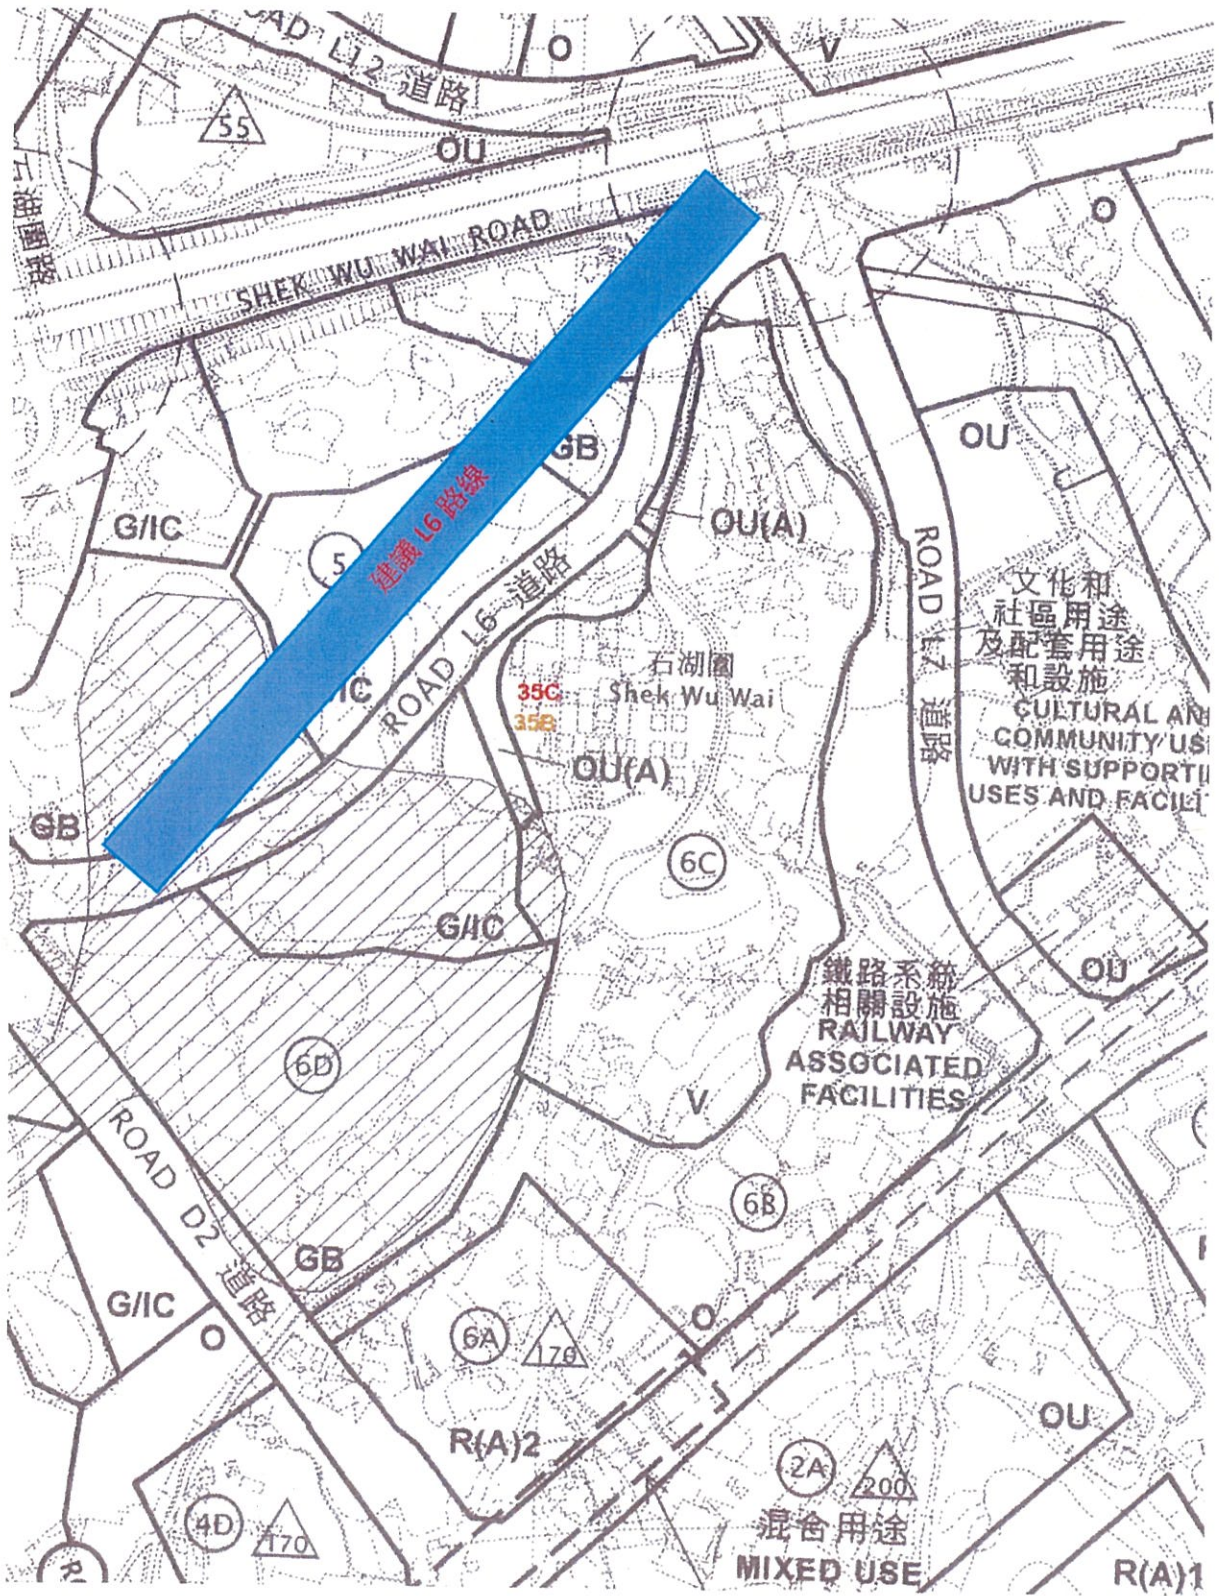 ROAD L12 道路
O
V
55
OU
石湖圍路
SHEK WU WAI ROAD
O
GB
OU
G/IC
5
建議 L6 路線
OU(A)
ROAD L6 道路
ROAD L7 道路
文化和
社區用途
及配套用途
和設施
CULTURAL AN
COMMUNITY US
WITH SUPPORTI
USES AND FACILIT
石湖圍
Shek Wu Wai
35C
35B
IC
OU(A)
GB
6C
G/IC
OU
鐵路系統
相關設施
RAILWAY
ASSOCIATED
FACILITIES
6D
V
ROAD D2 道路
6B
GB
G/IC
O
6A
170
O
R(A)2
OU
2A
200
4D
170
混合用途
MIXED USE
R(A)1